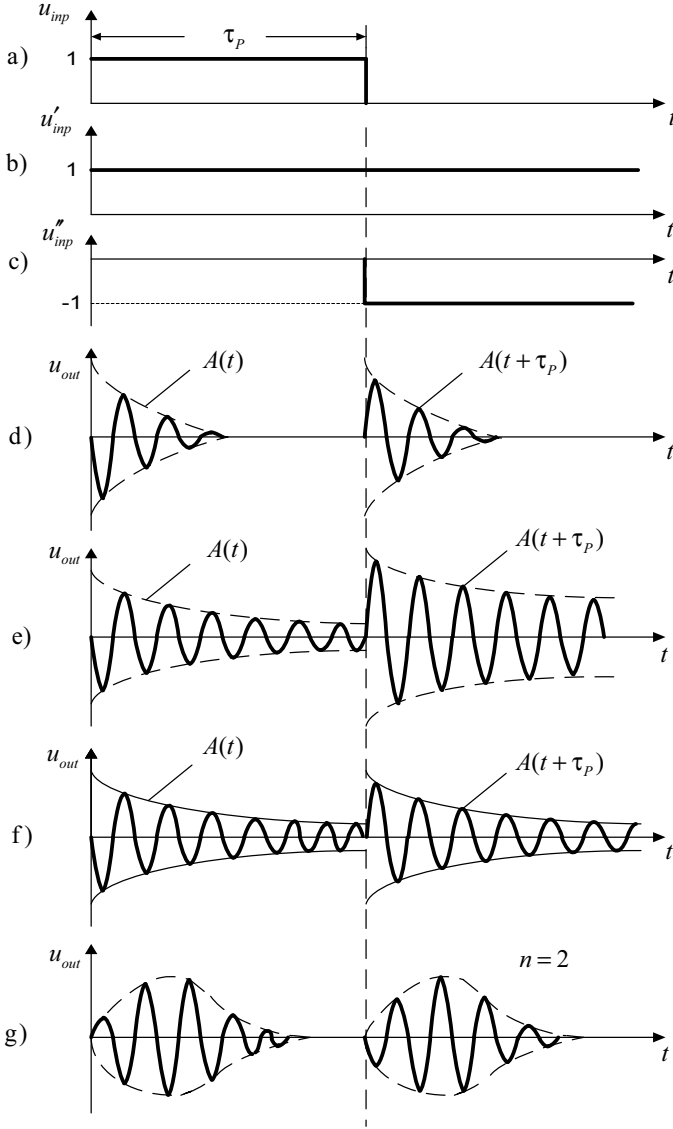 u_inp
τ_P
a)
1
t
u'_inp
b)
1
t
u″_inp
c)
-1
t
u_out
A(t)
A(t + τ_P)
d)
t
u_out
A(t)
A(t + τ_P)
e)
t
u_out
A(t)
A(t + τ_P)
f)
t
u_out
n = 2
g)
t